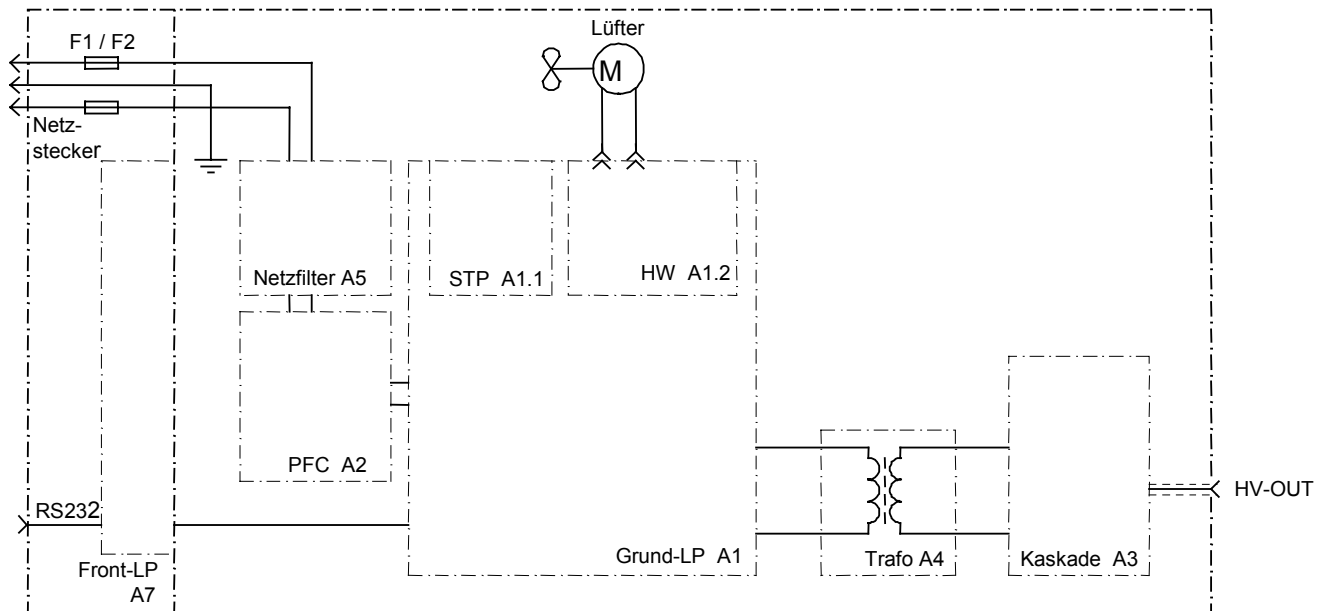 F1 / F2
Lüfter
M
Netz-
stecker
Netzfilter A5
STP A1.1
HW A1.2
PFC A2
RS232
HV-OUT
Front-LP
A7
Grund-LP A1
Trafo A4
Kaskade A3